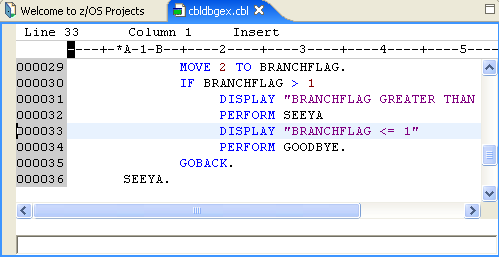 Welcome to z/OS Projects cbldbgex.cbl
Line 33 Column 1 Insert
----+-*A-1-B--+----2----+----3----+----4----+----5
000029 MOVE 2 TO BRANCHFLAG.
000030 IF BRANCHFLAG > 1
000031 DISPLAY "BRANCHFLAG GREATER THAN
000032 PERFORM SEEYA
000033 DISPLAY "BRANCHFLAG <= 1"
000034 PERFORM GOODBYE.
000035 GOBACK.
000036 SEEYA.